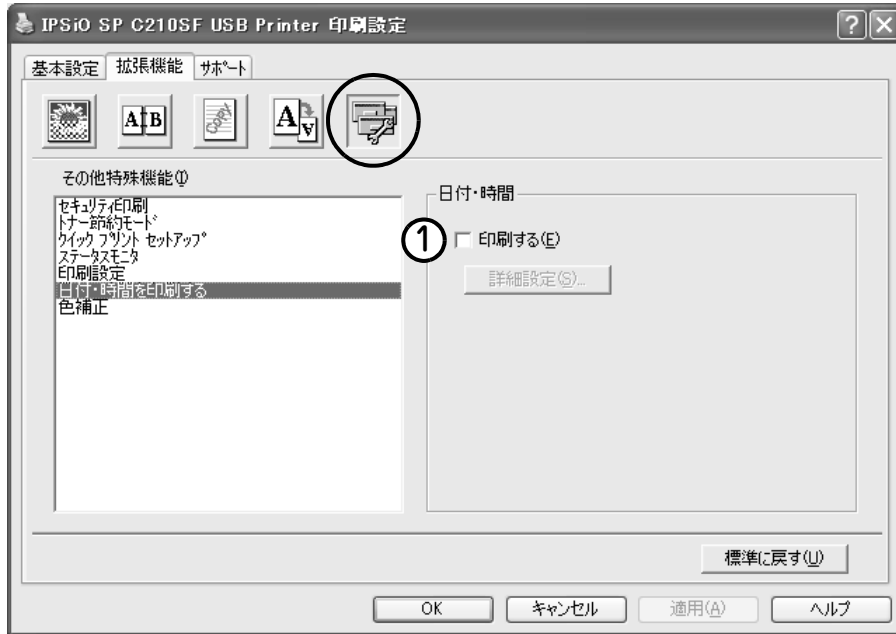 IPSiO SP C210SF USB Printer 印刷設定
基本設定 拡張機能 サポート
A B
A
その他特殊機能(I)
セキュリティ印刷
トナー節約モード
クイック プリント セットアップ
ステータスモニタ
印刷設定
日付・時間を印刷する
色補正
日付・時間
① 印刷する(E)
詳細設定(S)...
標準に戻す(U)
OK キャンセル 適用(A) ヘルプ